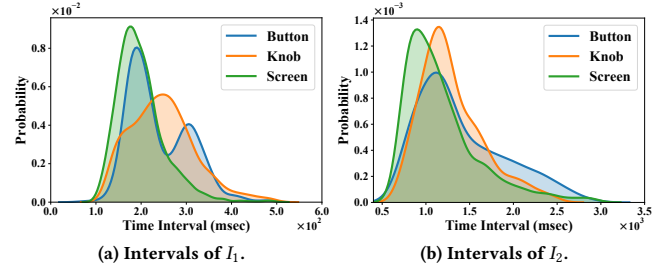 ×10⁻²
Button
Knob
Screen
0.8
0.6
0.4
0.2
0.0
Probability
0.0 1.0 2.0 3.0 4.0 5.0 6.0
Time Interval (msec) ×10²
(a) Intervals of I₁.
×10⁻³
Button
Knob
Screen
1.4
1.2
1.0
0.8
0.6
0.4
0.2
0.0
Probability
0.5 1.0 1.5 2.0 2.5 3.0 3.5
Time Interval (msec) ×10³
(b) Intervals of I₂.